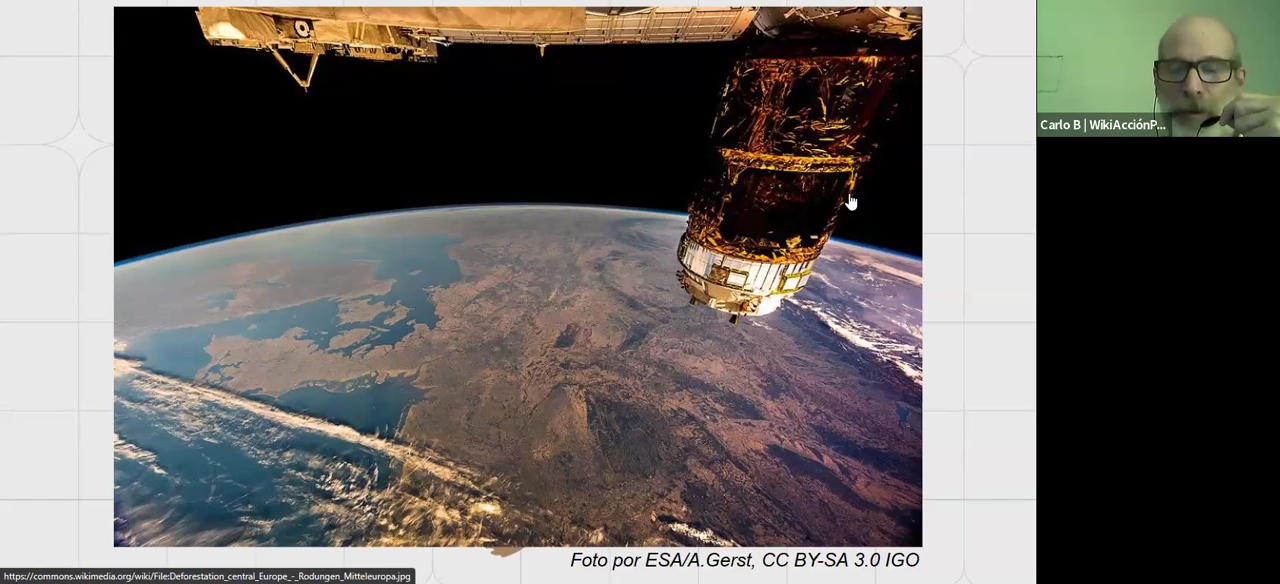 Carlo B | WikiAcciónP...
Foto por ESA/A.Gerst, CC BY-SA 3.0 IGO
https://commons.wikimedia.org/wiki/File:Deforestation_central_Europe_-_Rodungen_Mitteleuropa.jpg